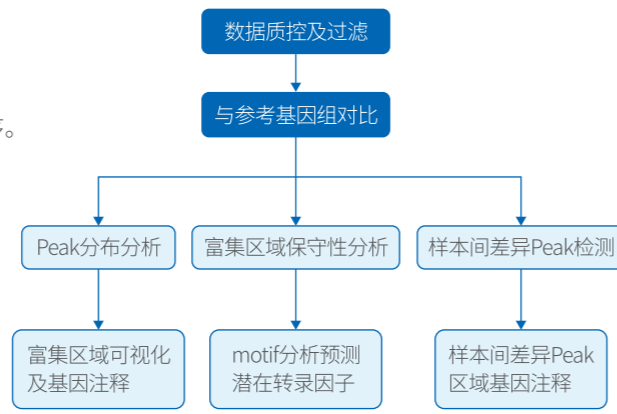 数据质控及过滤
与参考基因组对比
。
Peak分布分析
富集区域保守性分析
样本间差异Peak检测
富集区域可视化
及基因注释
motif分析预测
潜在转录因子
样本间差异Peak
区域基因注释